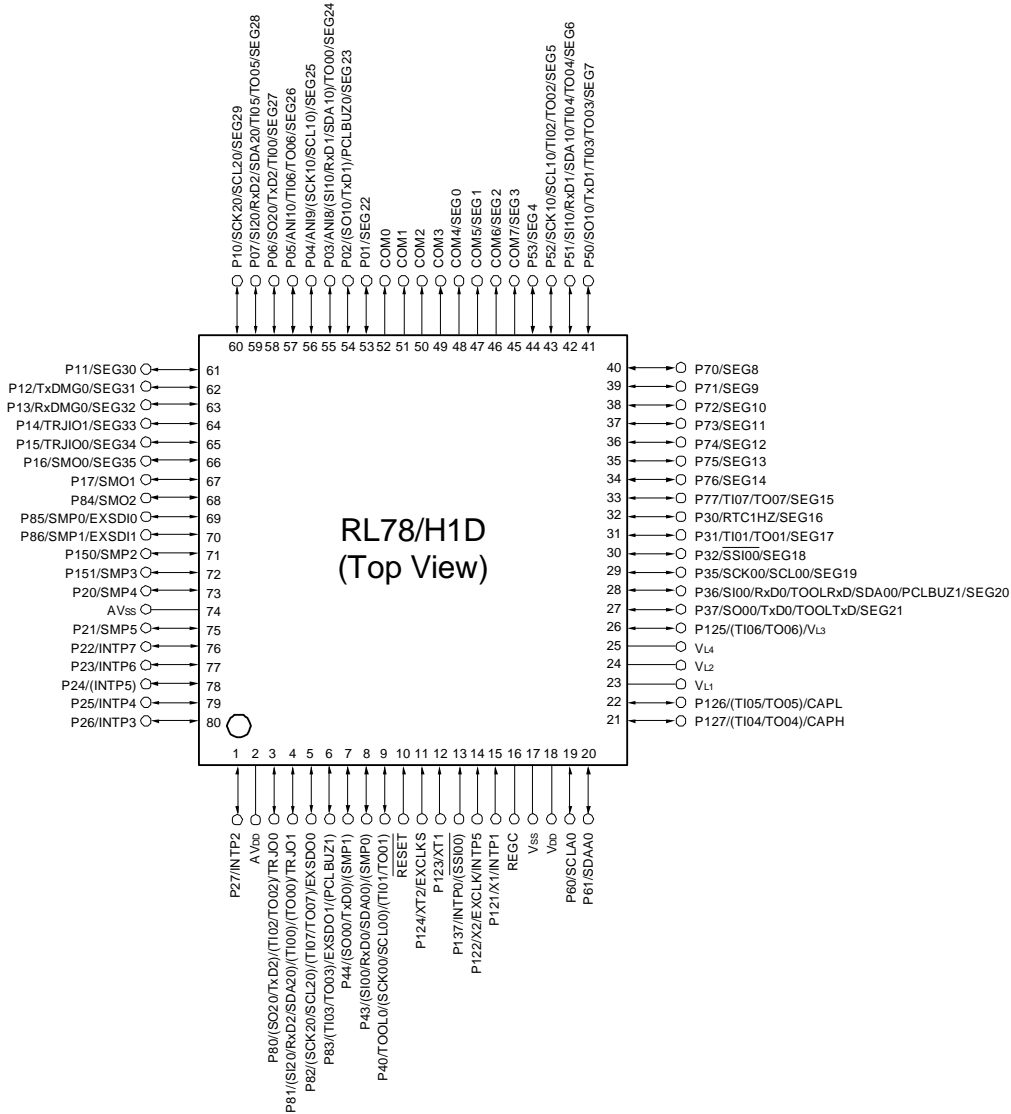 P10/SCK20/SCL20/SEG29
P07/SI20/RxD2/SDA20/TI05/TO05/SEG28
P06/SO20/TxD2/TI00/SEG27
P05/ANI10/TI06/TO06/SEG26
P04/ANI9/(SCK10/SCL10)/SEG25
P03/ANI8/(SI10/RxD1/SDA10)/TO00/SEG24
P02/(SO10/TxD1)/PCLBUZ0/SEG23
P01/SEG22
COM0
COM1
COM2
COM3
COM4/SEG0
COM5/SEG1
COM6/SEG2
COM7/SEG3
P53/SEG4
P52/SCK10/SCL10/TI02/TO02/SEG5
P51/SI10/RxD1/SDA10/TI04/TO04/SEG6
P50/SO10/TxD1/TI03/TO03/SEG7
60 59 58 57 56 55 54 53 52 51 50 49 48 47 46 45 44 43 42 41
P11/SEG30 61
P12/TxDMG0/SEG31 62
P13/RxDMG0/SEG32 63
P14/TRJIO1/SEG33 64
P15/TRJIO0/SEG34 65
P16/SMO0/SEG35 66
P17/SMO1 67
P84/SMO2 68
P85/SMP0/EXSDI0 69
P86/SMP1/EXSDI1 70
P150/SMP2 71
P151/SMP3 72
P20/SMP4 73
AVss 74
P21/SMP5 75
P22/INTP7 76
P23/INTP6 77
P24/(INTP5) 78
P25/INTP4 79
P26/INTP3 80
RL78/H1D
(Top View)
40 P70/SEG8
39 P71/SEG9
38 P72/SEG10
37 P73/SEG11
36 P74/SEG12
35 P75/SEG13
34 P76/SEG14
33 P77/TI07/TO07/SEG15
32 P30/RTC1HZ/SEG16
31 P31/TI01/TO01/SEG17
30 P32/SSI00/SEG18
29 P35/SCK00/SCL00/SEG19
28 P36/SI00/RxD0/TOOLRxD/SDA00/PCLBUZ1/SEG20
27 P37/SO00/TxD0/TOOLTxD/SEG21
26 P125/(TI06/TO06)/VL3
25 VL4
24 VL2
23 VL1
22 P126/(TI05/TO05)/CAPL
21 P127/(TI04/TO04)/CAPH
1 2 3 4 5 6 7 8 9 10 11 12 13 14 15 16 17 18 19 20
P27/INTP2
AVDD
P80/(SO20/TxD2)/(TI02/TO02)/TRJO0
P81/(SI20/RxD2/SDA20)/(TI00)/(TO00)/TRJO1
P82/(SCK20/SCL20)/(TI07/TO07)/EXSDO0
P83/(TI03/TO03)/EXSDO1/(PCLBUZ1)
P44/(SO00/TxD0)/(SMP1)
P43/(SI00/RxD0/SDA00)/(SMP0)
P40/TOOL0/(SCK00/SCL00)/(TI01/TO01)
RESET
P124/XT2/EXCLKS
P123/XT1
P137/INTP0/(SSI00)
P122/X2/EXCLK/INTP5
P121/X1/INTP1
REGC
Vss
VDD
P60/SCLA0
P61/SDAA0